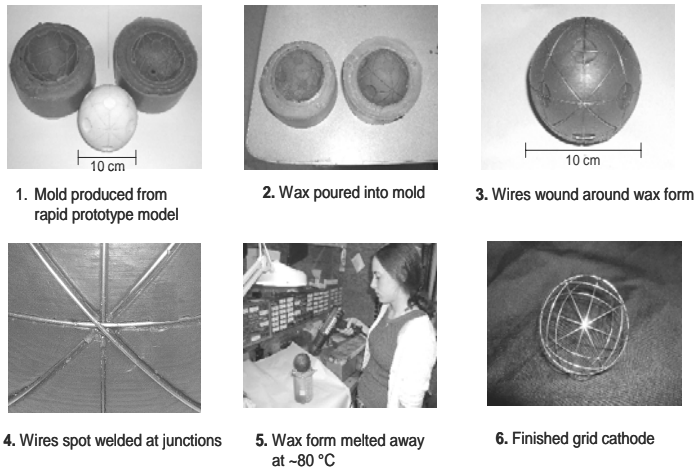 10 cm
10 cm
1. Mold produced from
rapid prototype model
2. Wax poured into mold
3. Wires wound around wax form
4. Wires spot welded at junctions
5. Wax form melted away
at ~80 °C
6. Finished grid cathode